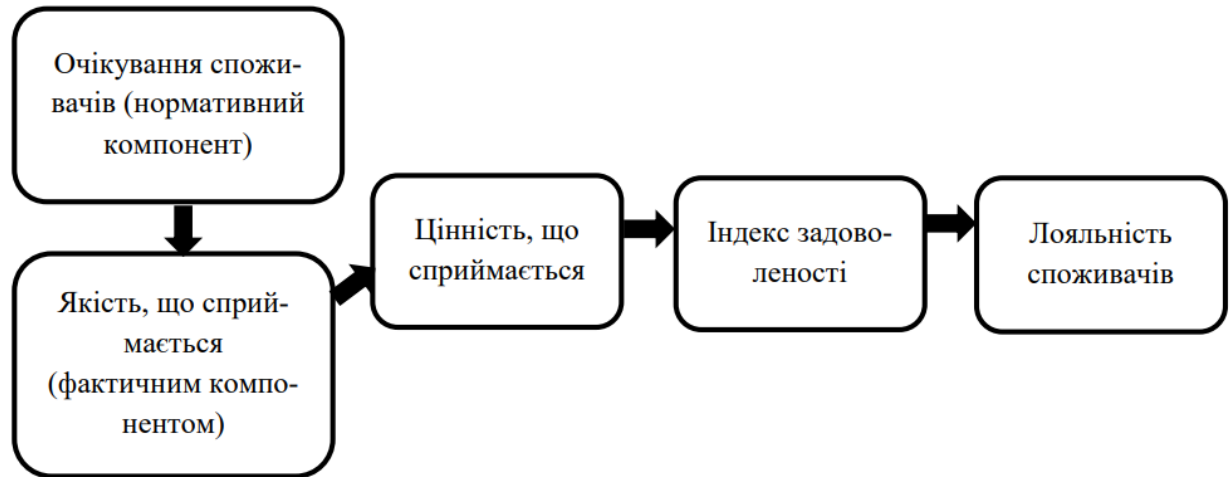 Очікування спожи-
вачів (нормативний
компонент)
Якість, що сприй-
мається
(фактичним компо-
нентом)
Цінність, що
сприймається
Індекс задово-
леності
Лояльність
споживачів